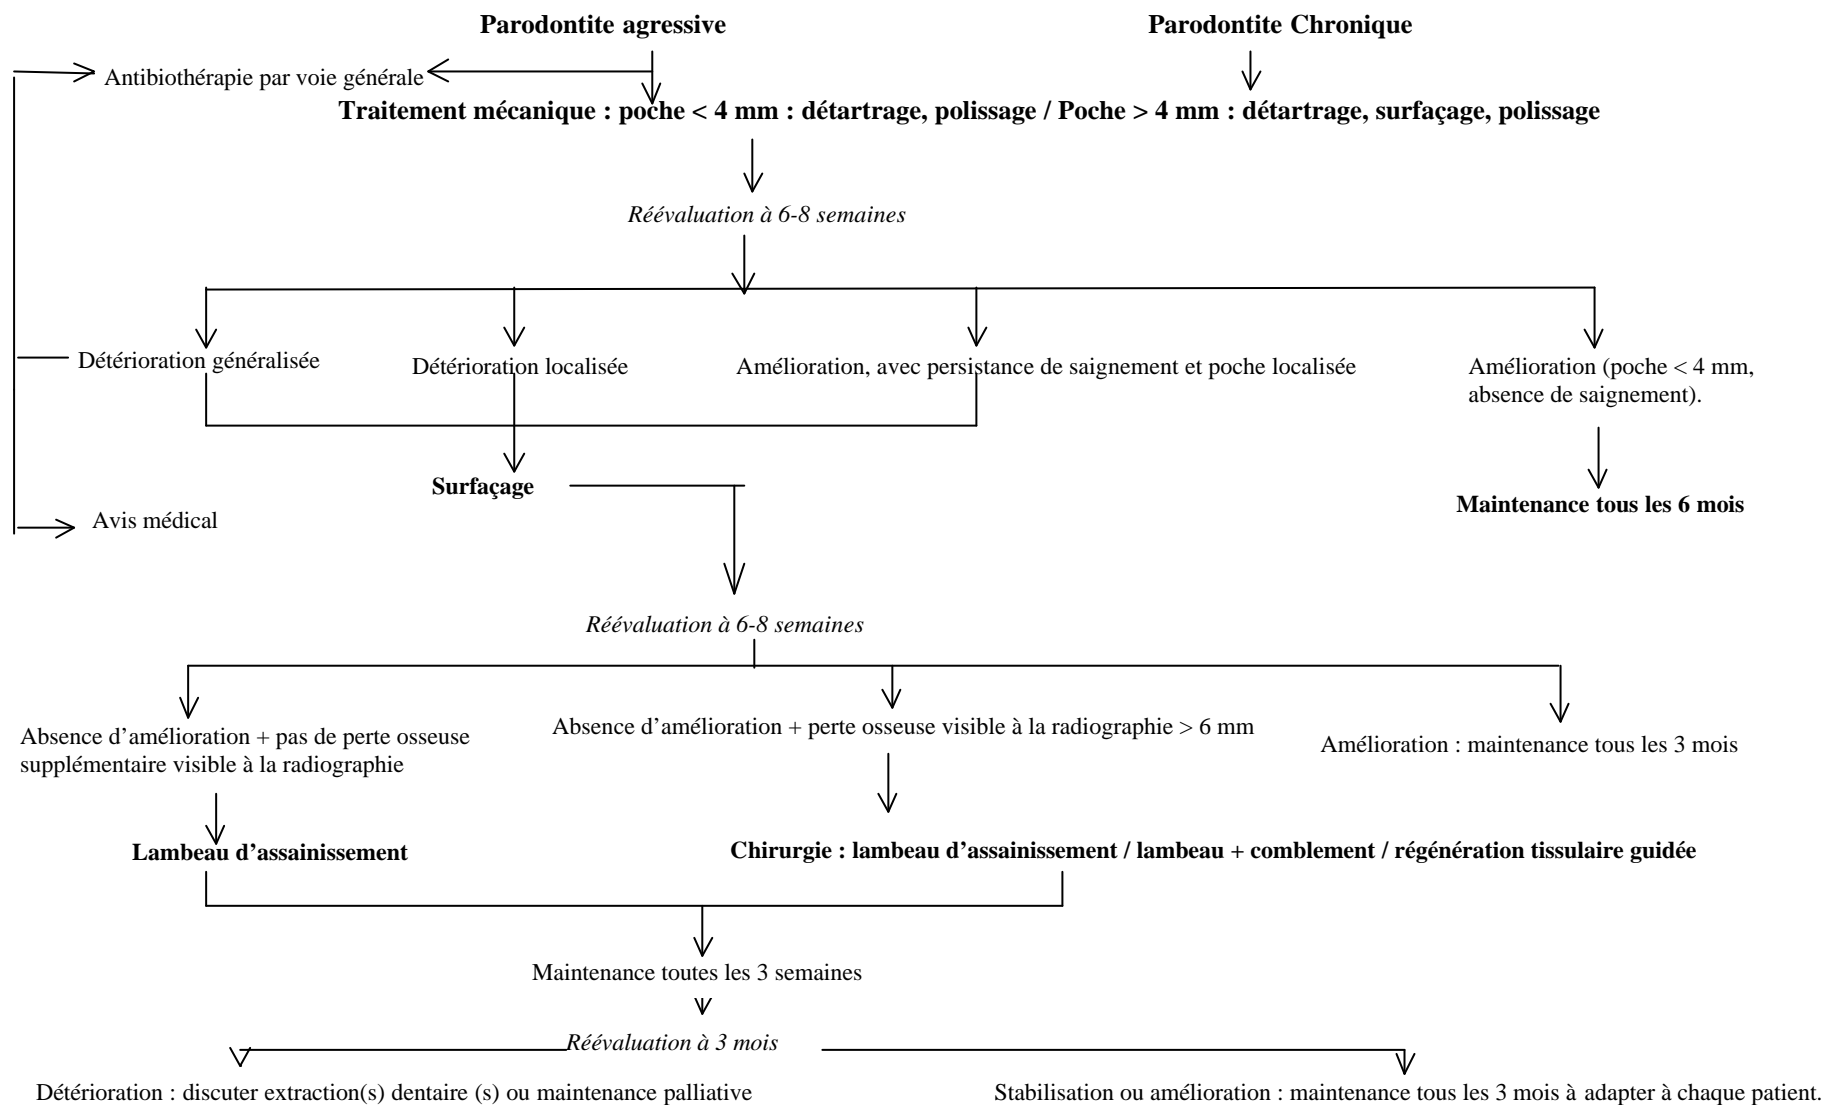 Parodontite agressive
Parodontite Chronique
Antibiothérapie par voie générale
Traitement mécanique : poche < 4 mm : détartrage, polissage / Poche > 4 mm : détartrage, surfaçage, polissage
Réévaluation à 6-8 semaines
Détérioration généralisée
Détérioration localisée
Amélioration, avec persistance de saignement et poche localisée
Amélioration (poche < 4 mm,
absence de saignement).
Surfaçage
Maintenance tous les 6 mois
Avis médical
Réévaluation à 6-8 semaines
Absence d’amélioration + pas de perte osseuse
supplémentaire visible à la radiographie
Absence d’amélioration + perte osseuse visible à la radiographie > 6 mm
Amélioration : maintenance tous les 3 mois
Lambeau d’assainissement
Chirurgie : lambeau d’assainissement / lambeau + comblement / régénération tissulaire guidée
Maintenance toutes les 3 semaines
Réévaluation à 3 mois
Détérioration : discuter extraction(s) dentaire (s) ou maintenance palliative
Stabilisation ou amélioration : maintenance tous les 3 mois à adapter à chaque patient.